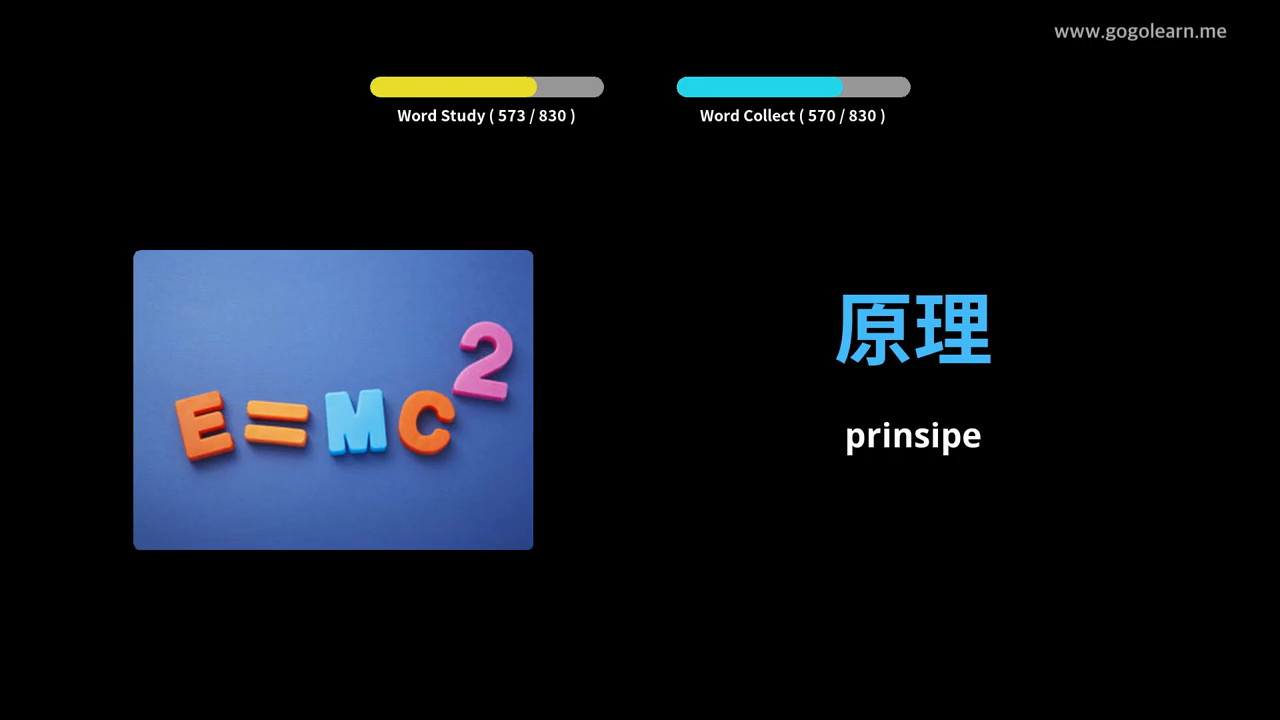 www.gogolearn.me
Word Study ( 573 / 830 )
Word Collect ( 570 / 830 )
E=MC2
原理
prinsipe